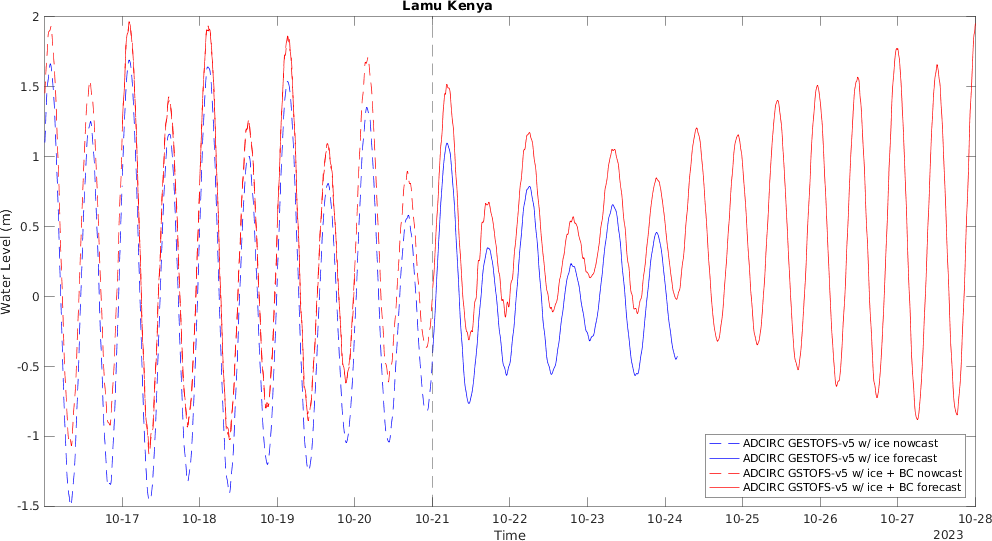 Lamu Kenya
Water Level (m)
2
1.5
1
0.5
0
-0.5
-1
-1.5
ADCIRC GESTOFS-v5 w/ ice nowcast
ADCIRC GESTOFS-v5 w/ ice forecast
ADCIRC GSTOFS-v5 w/ ice + BC nowcast
ADCIRC GSTOFS-v5 w/ ice + BC forecast
10-17 10-18 10-19 10-20 10-21 10-22 10-23 10-24 10-25 10-26 10-27 10-28
Time
2023